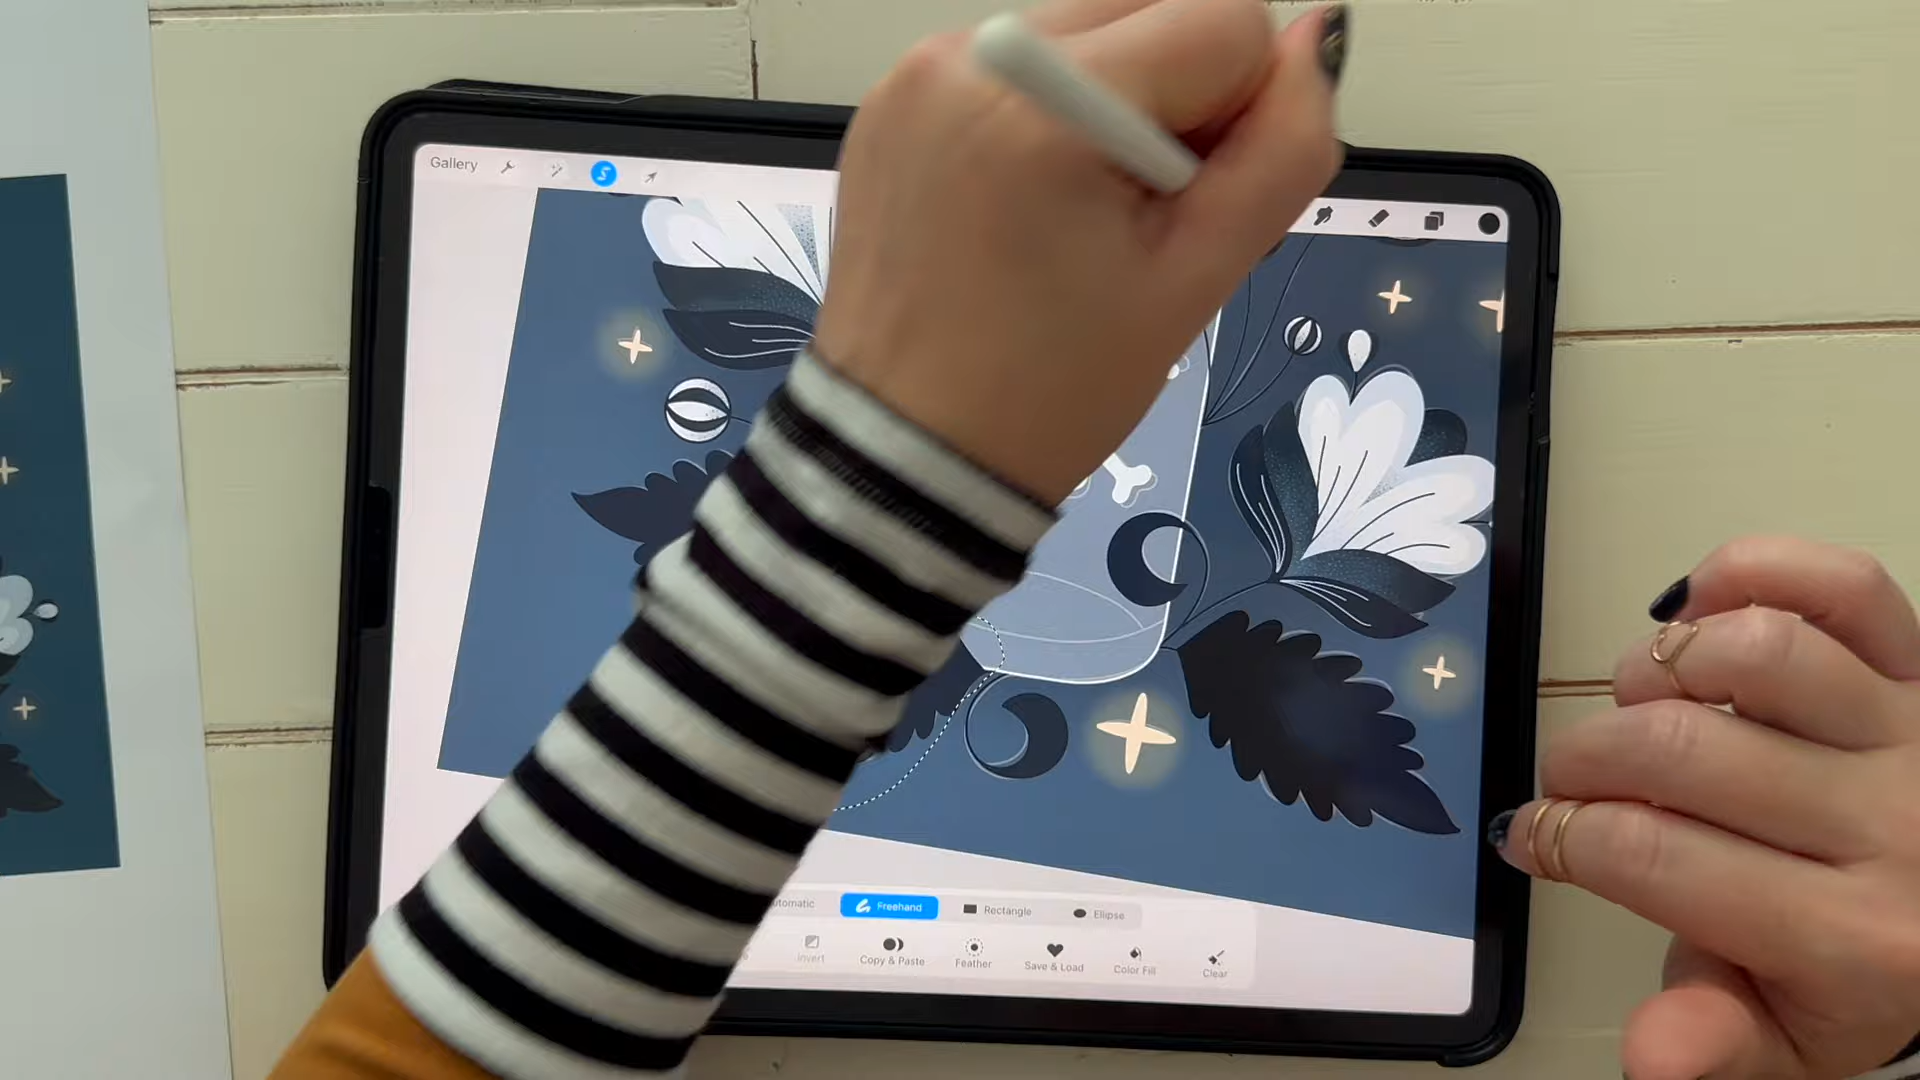 Gallery
Freehand
Rectangle
Ellipse
Invert
Copy & Paste
Feather
Save & Load
Color Fill
Clear